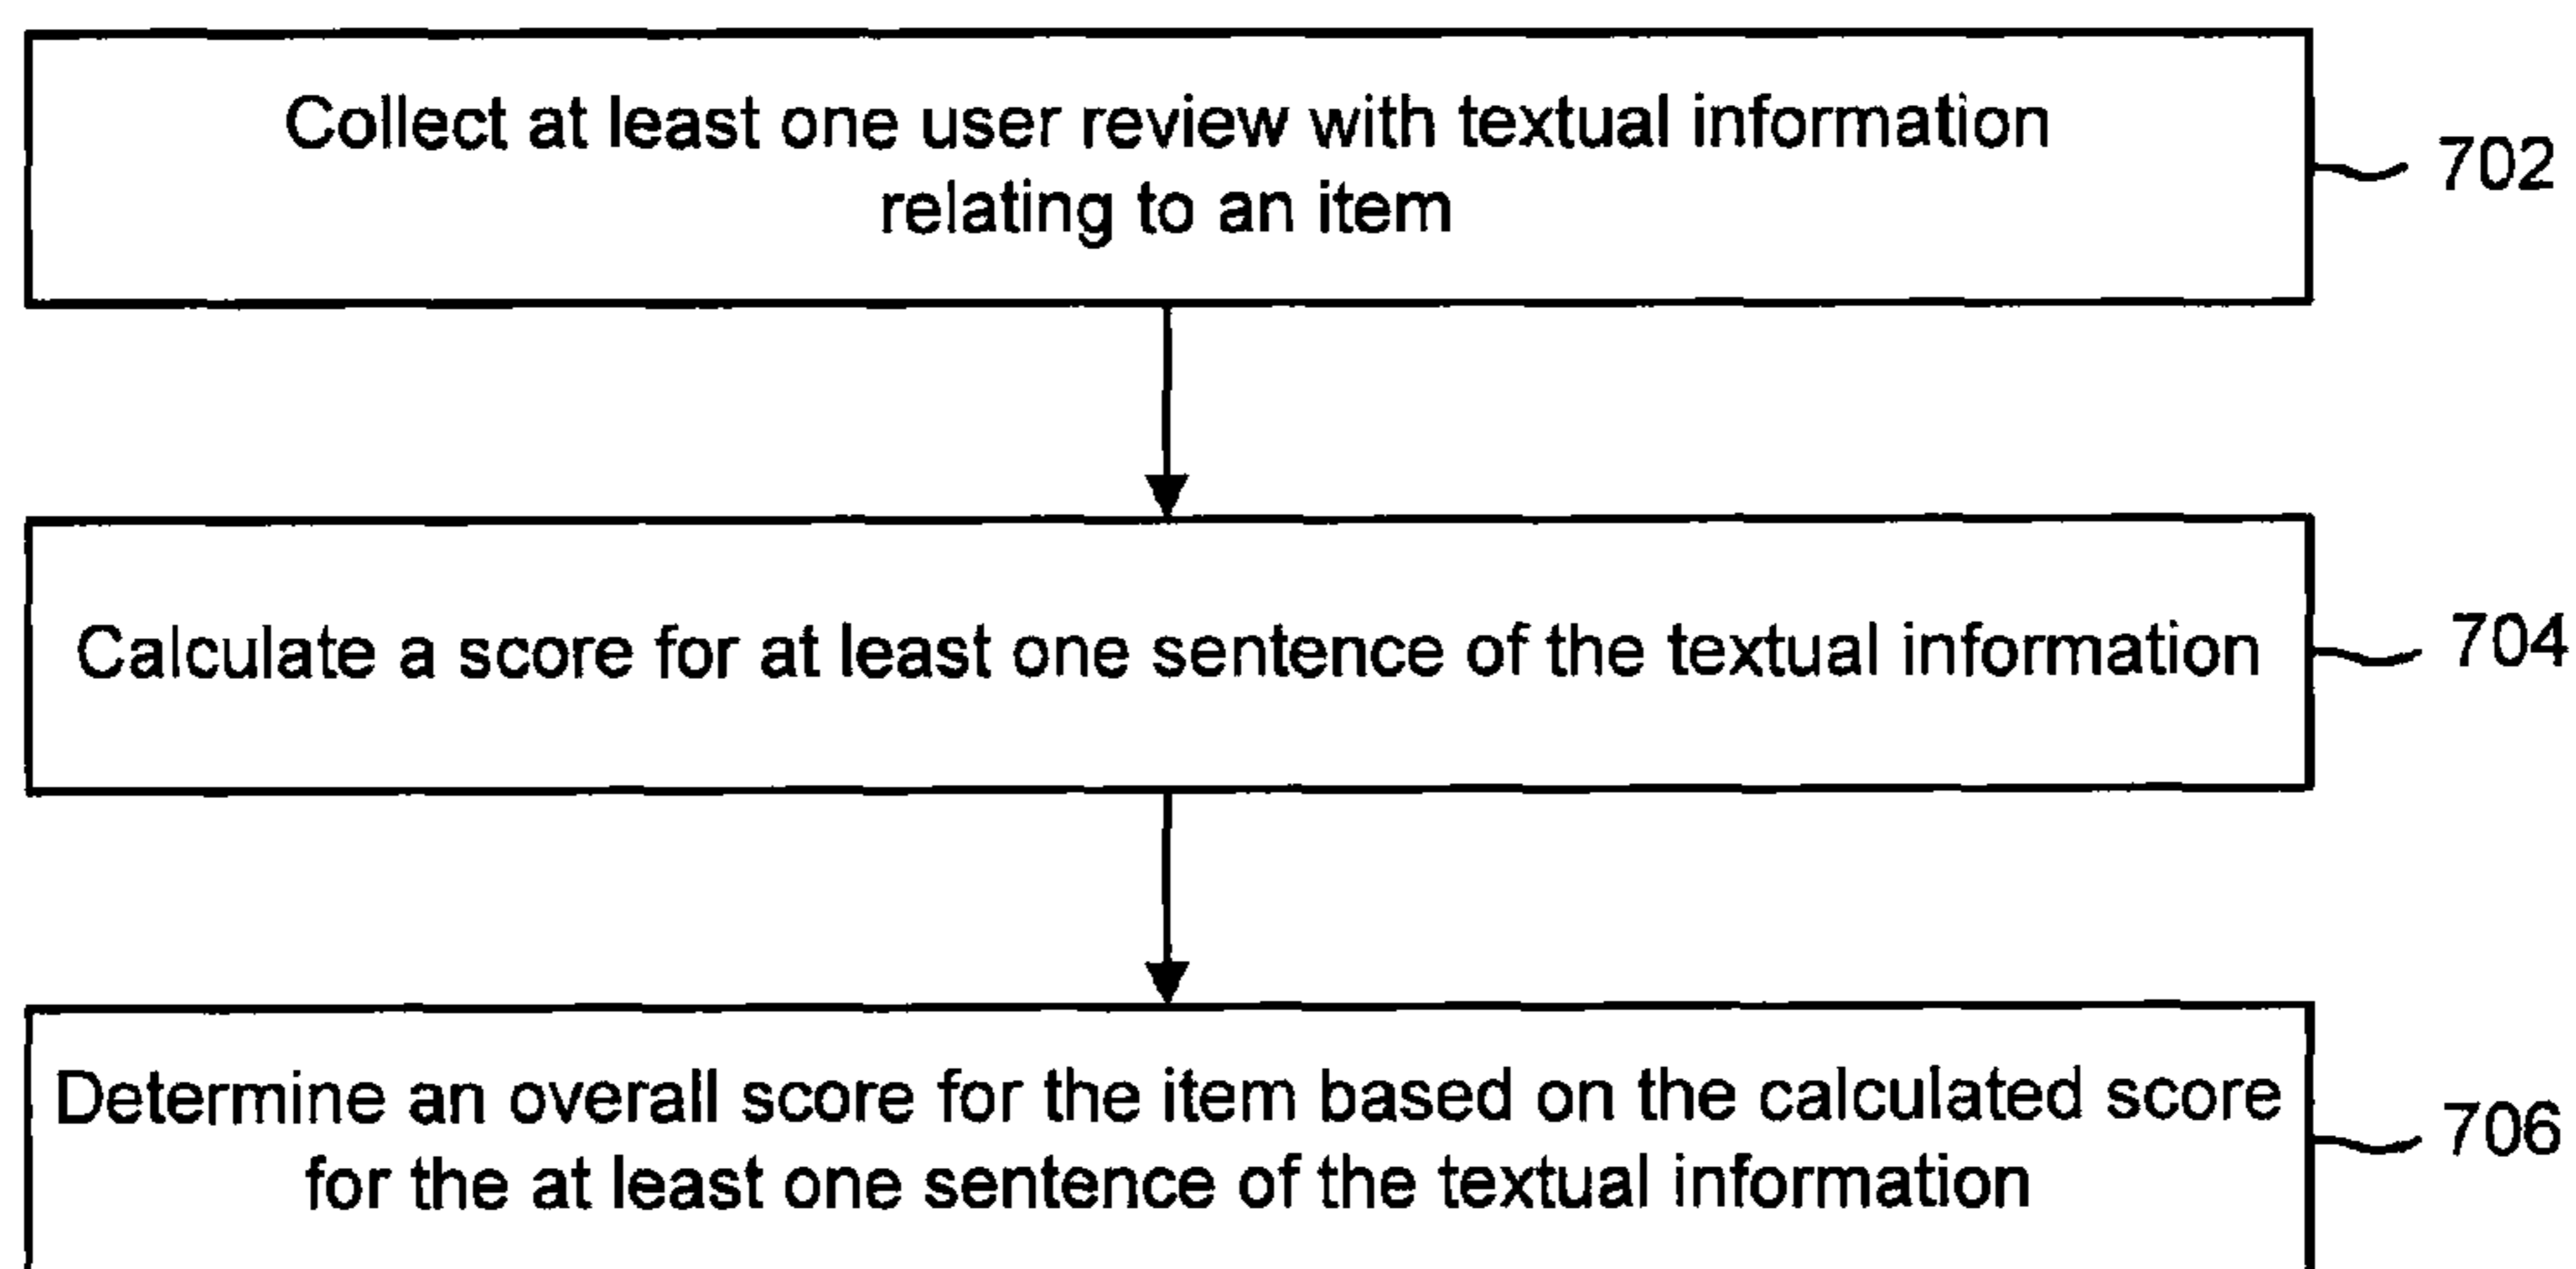 Collect at least one user review with textual information
relating to an item
702
Calculate a score for at least one sentence of the textual information
704
Determine an overall score for the item based on the calculated score
for the at least one sentence of the textual information
706